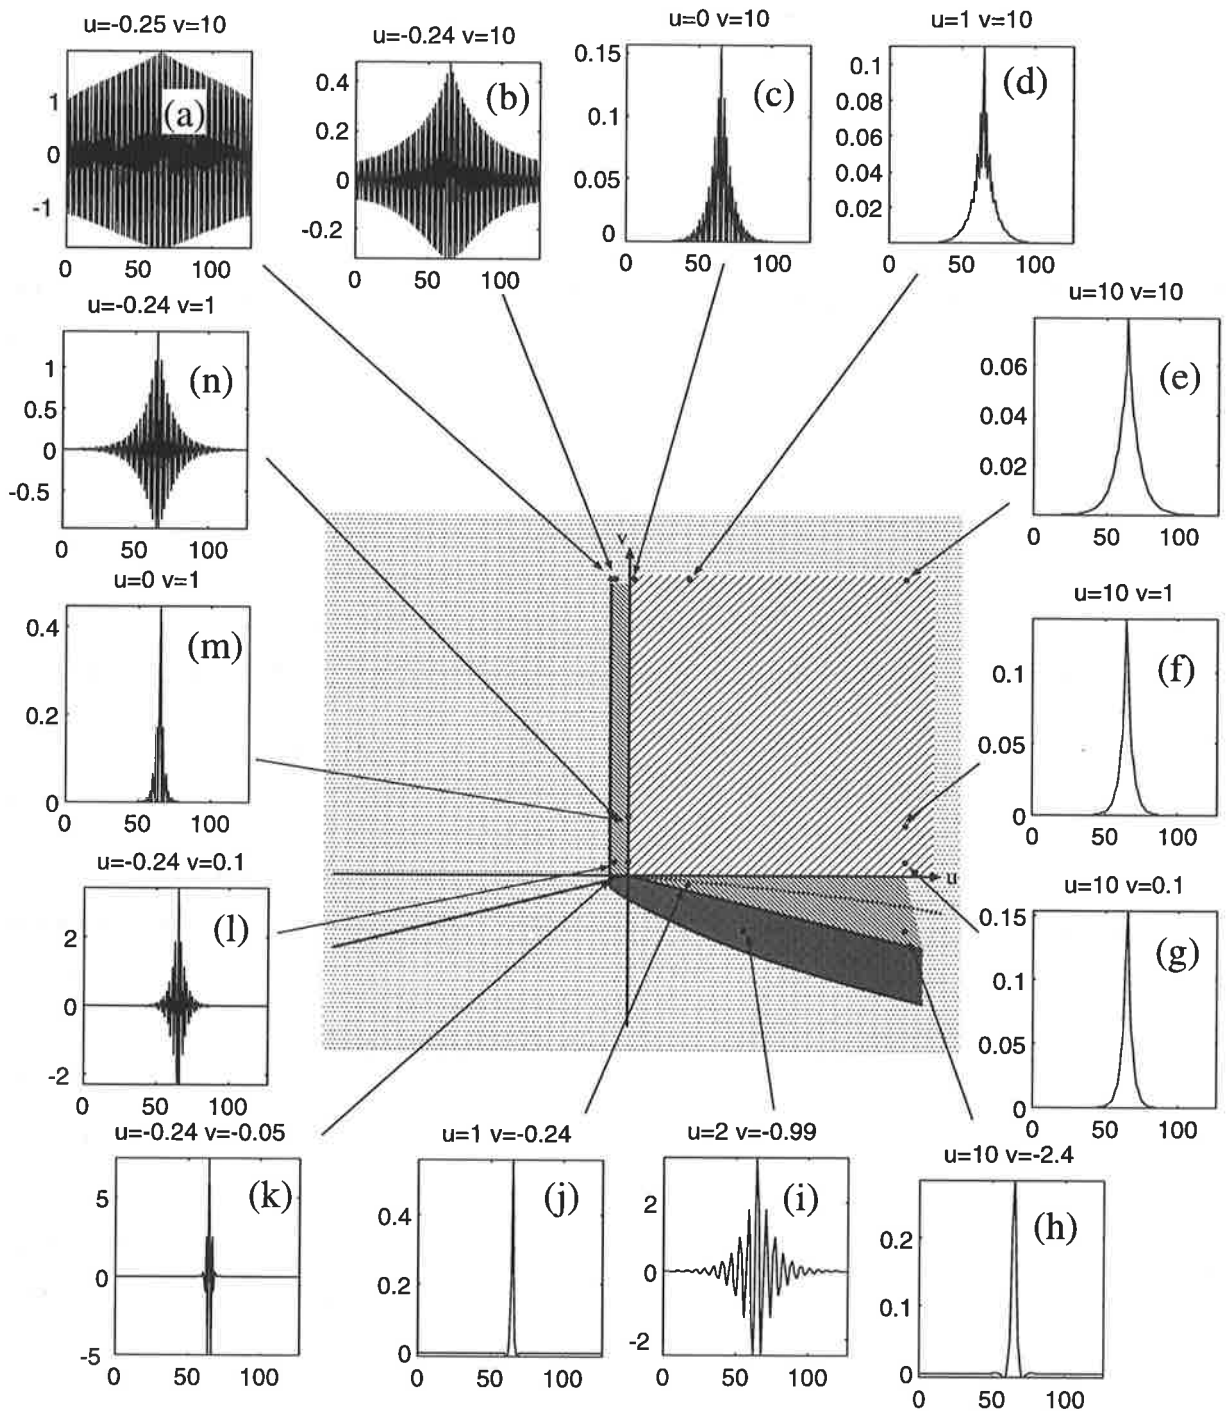 u=-0.25 v=10
1
0
-1
(a)
0 50 100
u=-0.24 v=10
0.4
0.2
0
-0.2
(b)
0 50 100
u=0 v=10
0.15
0.1
0.05
0
(c)
0 50 100
u=1 v=10
0.1
0.08
0.06
0.04
0.02
(d)
0 50 100
u=10 v=10
0.06
0.04
0.02
(e)
0 50 100
u=-0.24 v=1
1
0.5
0
-0.5
(n)
0 50 100
v
u
u=0 v=1
0.4
0.2
0
(m)
0 50 100
u=10 v=1
0.1
0.05
0
(f)
0 50 100
u=-0.24 v=0.1
2
0
-2
(l)
0 50 100
u=10 v=0.1
0.15
0.1
0.05
0
(g)
0 50 100
u=-0.24 v=-0.05
5
0
-5
(k)
0 50 100
u=1 v=-0.24
0.4
0.2
0
(j)
0 50 100
u=2 v=-0.99
2
0
-2
(i)
0 50 100
u=10 v=-2.4
0.2
0.1
0
(h)
0 50 100